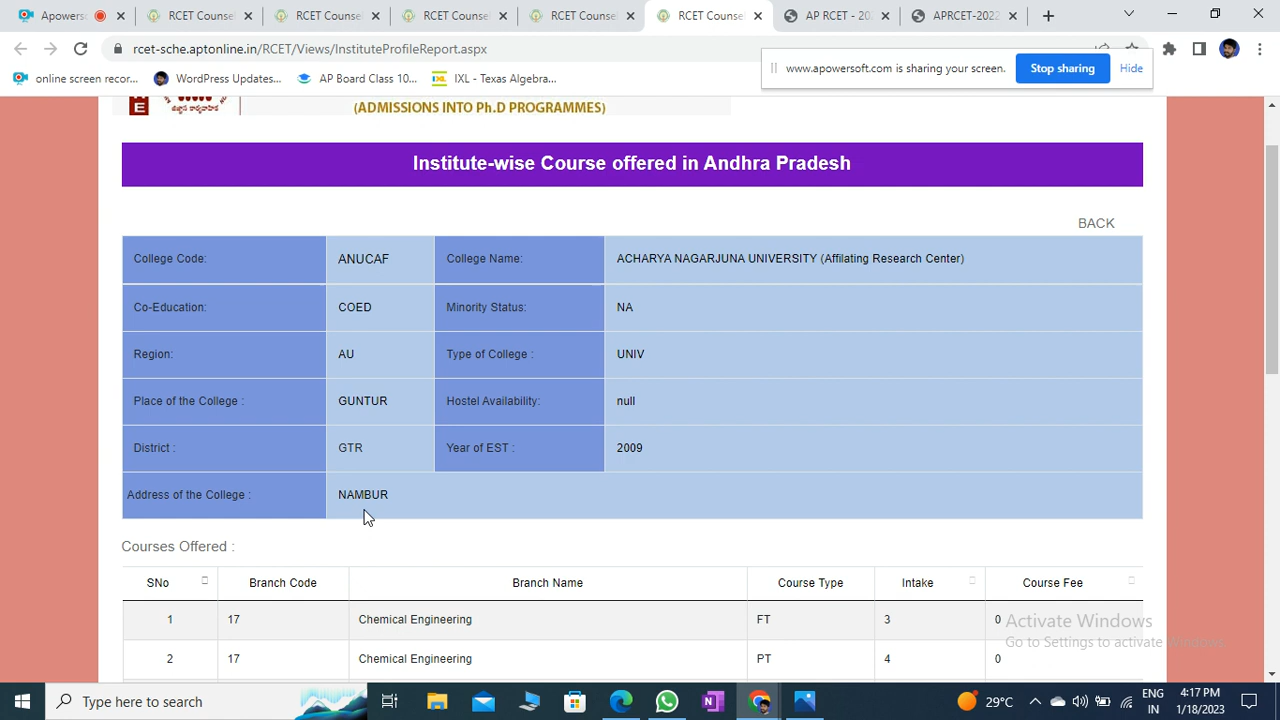 Apowers
RCET Counse
RCET Counse
RCET Counse
RCET Counse
RCET Counse
AP RCET - 202
APRCET-2022
rcet-sche.aptonline.in/RCET/Views/InstituteProfileReport.aspx
online screen recor...
WordPress Updates...
AP Board Class 10...
IXL - Texas Algebra...
www.apowersoft.com is sharing your screen.
Stop sharing
Hide
(ADMISSIONS INTO Ph.D PROGRAMMES)
Institute-wise Course offered in Andhra Pradesh
BACK
College Code: ANUCAF College Name: ACHARYA NAGARJUNA UNIVERSITY (Affilating Research Center)
Co-Education: COED Minority Status: NA
Region: AU Type of College : UNIV
Place of the College : GUNTUR Hostel Availability: null
District : GTR Year of EST : 2009
Address of the College : NAMBUR
Courses Offered :
SNo Branch Code Branch Name Course Type Intake Course Fee
1 17 Chemical Engineering FT 3 0
2 17 Chemical Engineering PT 4 0
Activate Windows
Go to Settings to activate Windows.
Type here to search
29°C
ENG
IN
4:17 PM
1/18/2023